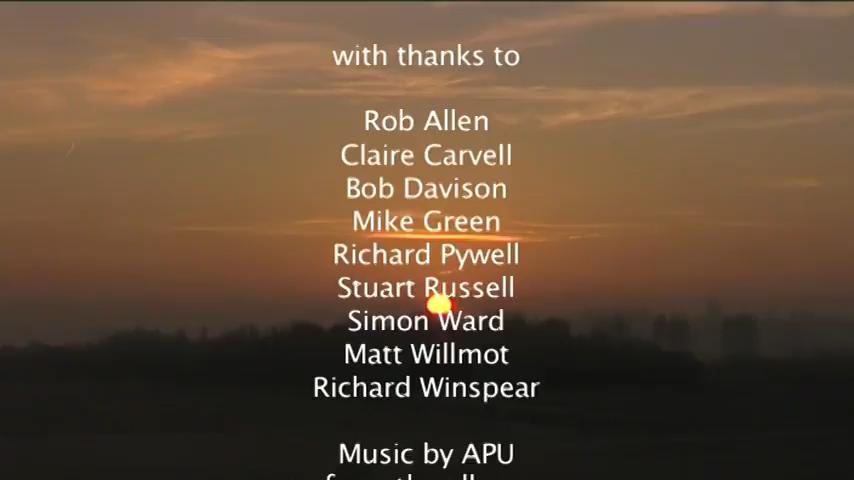 with thanks to
Rob Allen
Claire Carvell
Bob Davison
Mike Green
Richard Pywell
Stuart Russell
Simon Ward
Matt Willmot
Richard Winspear
Music by APU